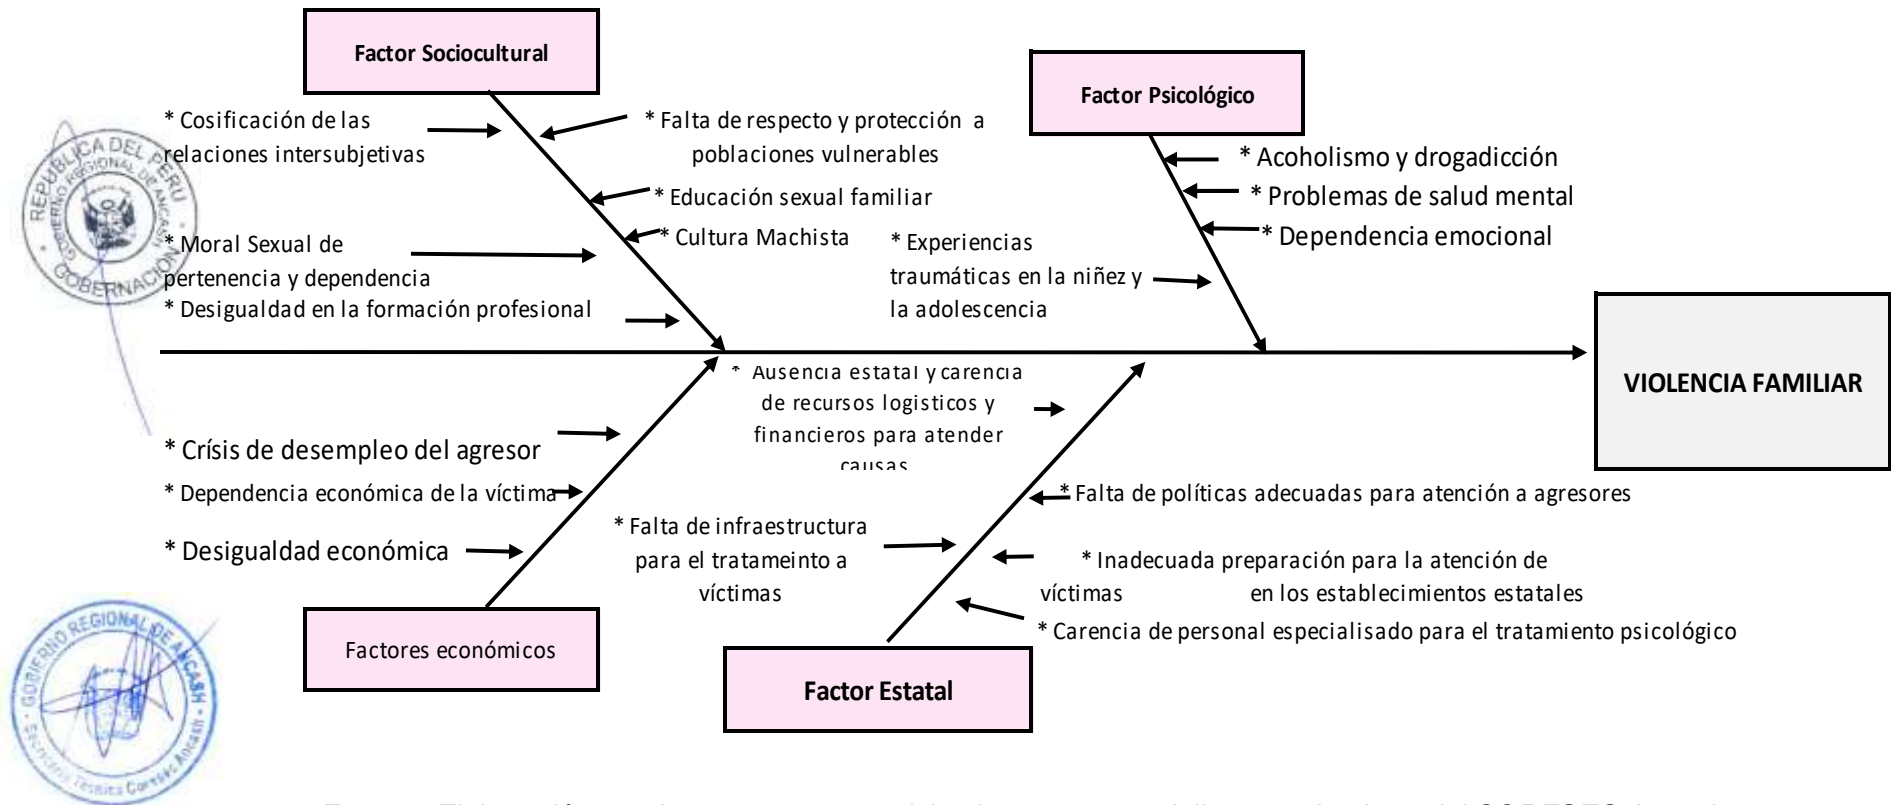 Factor Sociocultural
Factor Psicológico
* Cosificación de las
relaciones intersubjetivas
* Falta de respeto y protección a
poblaciones vulnerables
* Educación sexual familiar
* Cultura Machista
* Moral Sexual de
pertenencia y dependencia
* Desigualdad en la formación profesional
* Acoholismo y drogadicción
* Problemas de salud mental
* Dependencia emocional
* Experiencias
traumáticas en la niñez y
la adolescencia
VIOLENCIA FAMILIAR
* Ausencia estatal y carencia
de recursos logisticos y
financieros para atender
causas
* Crísis de desempleo del agresor
* Dependencia económica de la víctima
* Desigualdad económica
* Falta de infraestructura
para el tratameinto a
víctimas
* Falta de políticas adecuadas para atención a agresores
* Inadecuada preparación para la atención de
víctimas en los establecimientos estatales
* Carencia de personal especialisado para el tratamiento psicológico
Factores económicos
Factor Estatal
REPUBLICA DEL PERU
GOBIERNO REGIONAL DE ANCASH
GOBERNACIÓN
GOBIERNO REGIONAL DE ANCASH